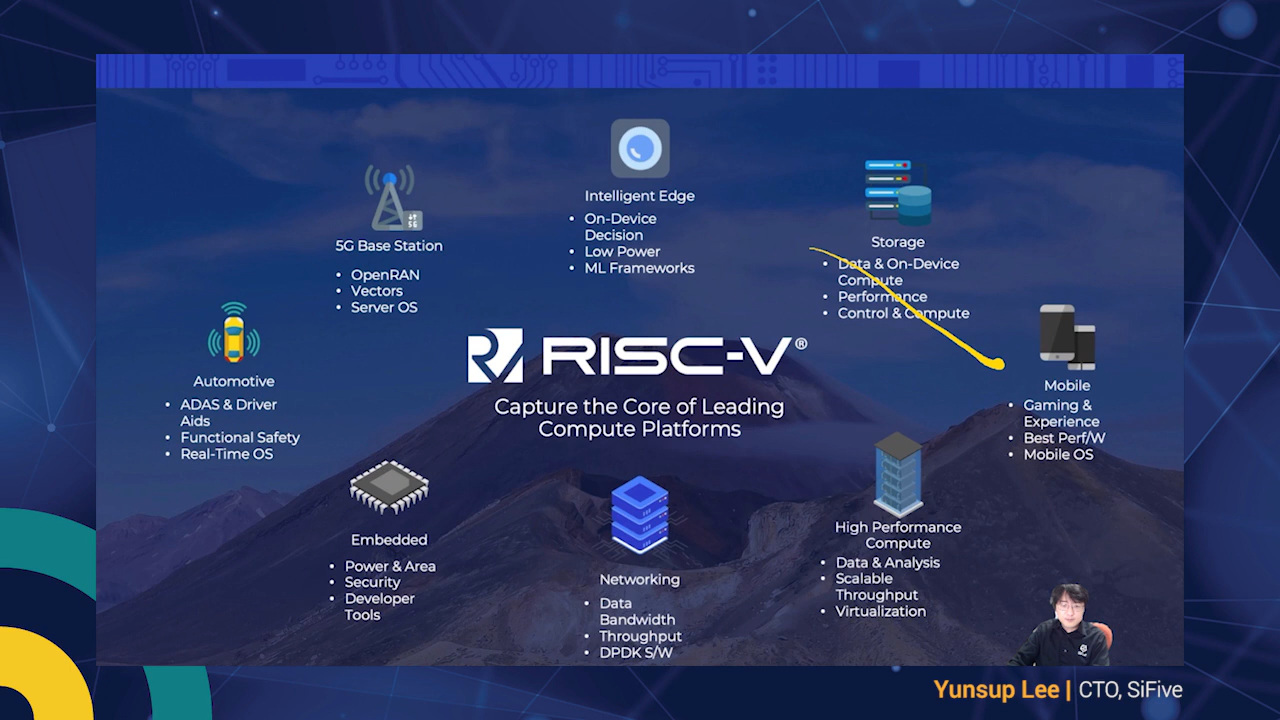 Intelligent Edge
• On-Device
Decision
• Low Power
• ML Frameworks
5G Base Station
• OpenRAN
• Vectors
• Server OS
Storage
• Data & On-Device
Compute
• Performance
• Control & Compute
Automotive
• ADAS & Driver
Aids
• Functional Safety
• Real-Time OS
RISC-V®
Capture the Core of Leading
Compute Platforms
Mobile
• Gaming &
Experience
• Best Perf/W
• Mobile OS
Embedded
• Power & Area
• Security
• Developer
Tools
Networking
• Data
Bandwidth
• Throughput
• DPDK S/W
High Performance
Compute
• Data & Analysis
• Scalable
Throughput
• Virtualization
Yunsup Lee | CTO, SiFive